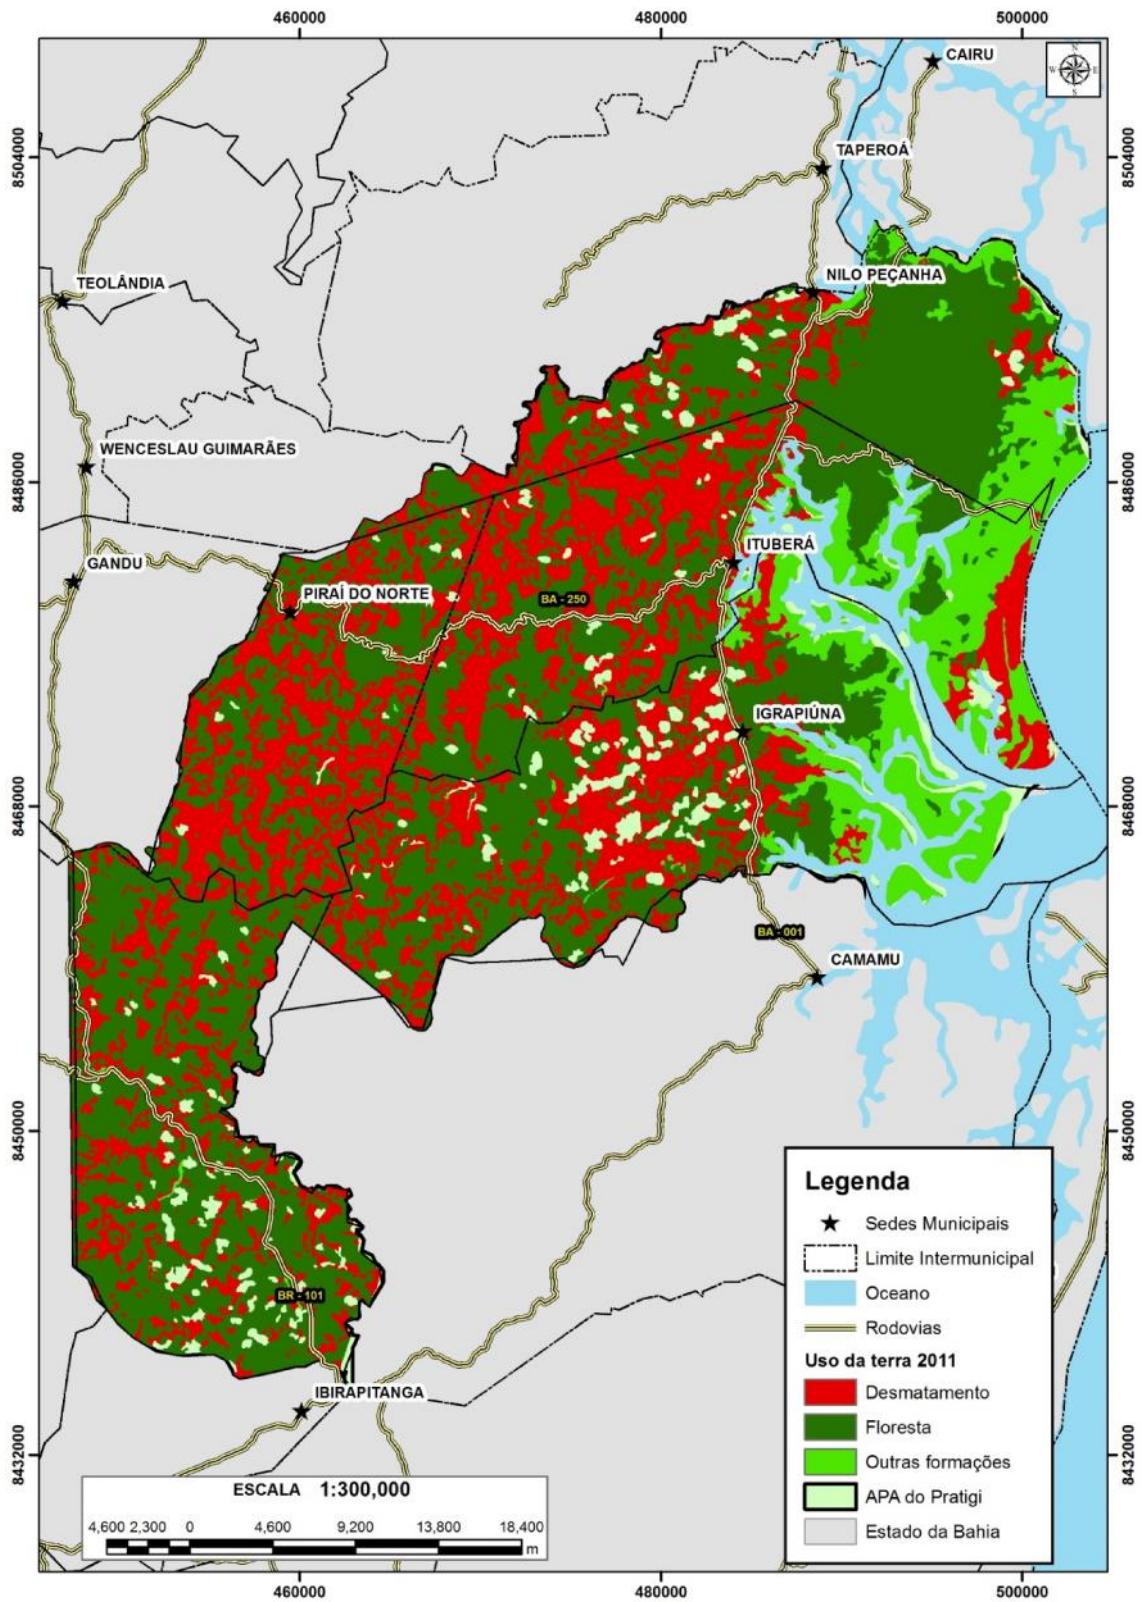 460000
480000
500000
N
W
E
S
CAIRU
8504000
8504000
TAPEROÁ
TEOLÂNDIA
NILO PEÇANHA
WENCESLAU GUIMARÃES
8486000
8486000
GANDU
ITUBERÁ
PIRAÍ DO NORTE
BA - 250
IGRAPIÚNA
8468000
8468000
BA - 001
CAMAMU
8450000
8450000
BR - 101
IBIRAPITANGA
8432000
8432000
Legenda
Sedes Municipais
Limite Intermunicipal
Oceano
Rodovias
Uso da terra 2011
Desmatamento
Floresta
Outras formações
APA do Pratigi
Estado da Bahia
ESCALA 1:300,000
4,600 2,300 0 4,600 9,200 13,800 18,400
m
460000
480000
500000